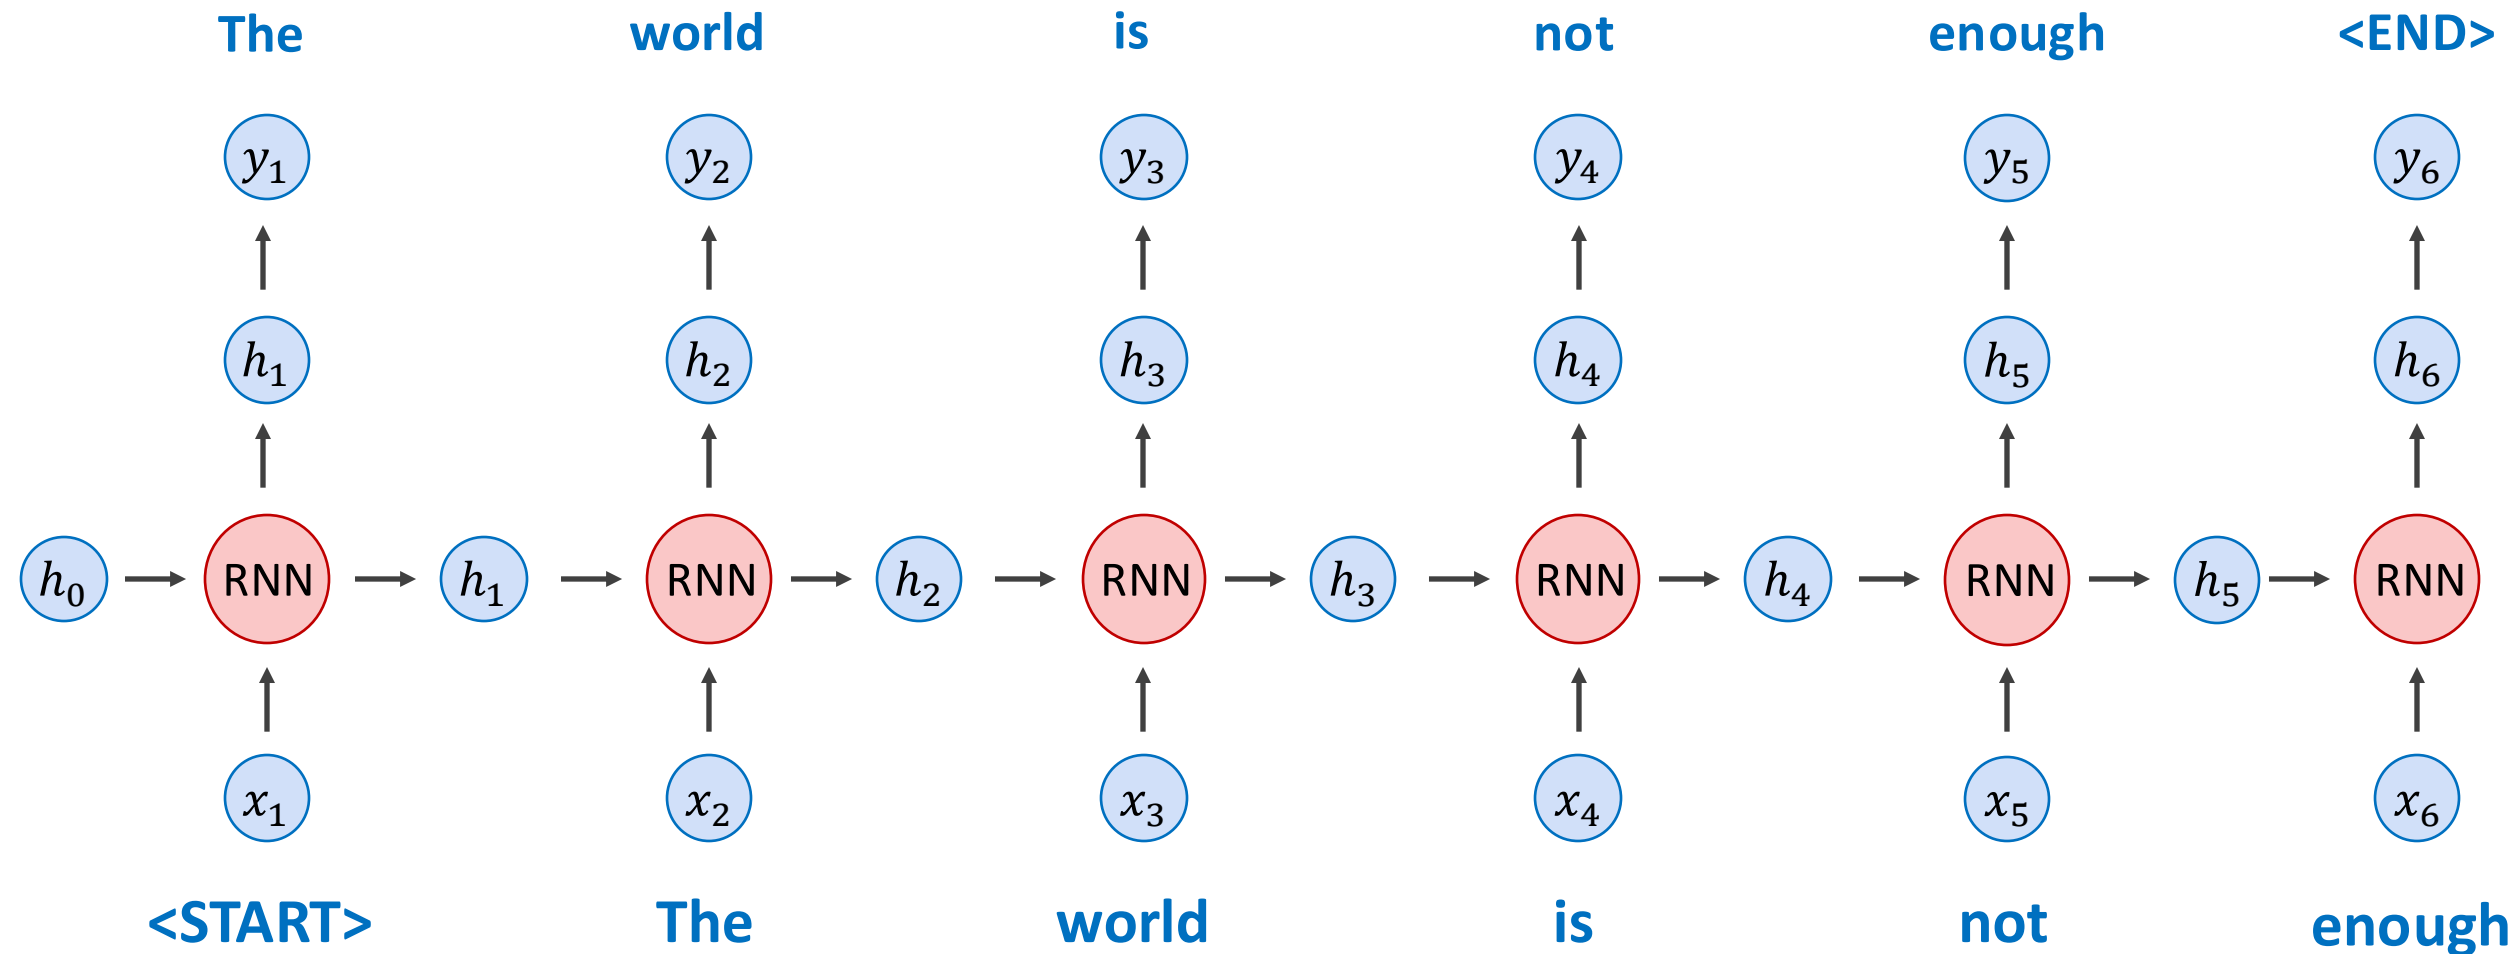 The world is not enough <END>
y₁ y₂ y₃ y₄ y₅ y₆
h₁ h₂ h₃ h₄ h₅ h₆
h₀ RNN h₁ RNN h₂ RNN h₃ RNN h₄ RNN h₅ RNN
x₁ x₂ x₃ x₄ x₅ x₆
<START> The world is not enough